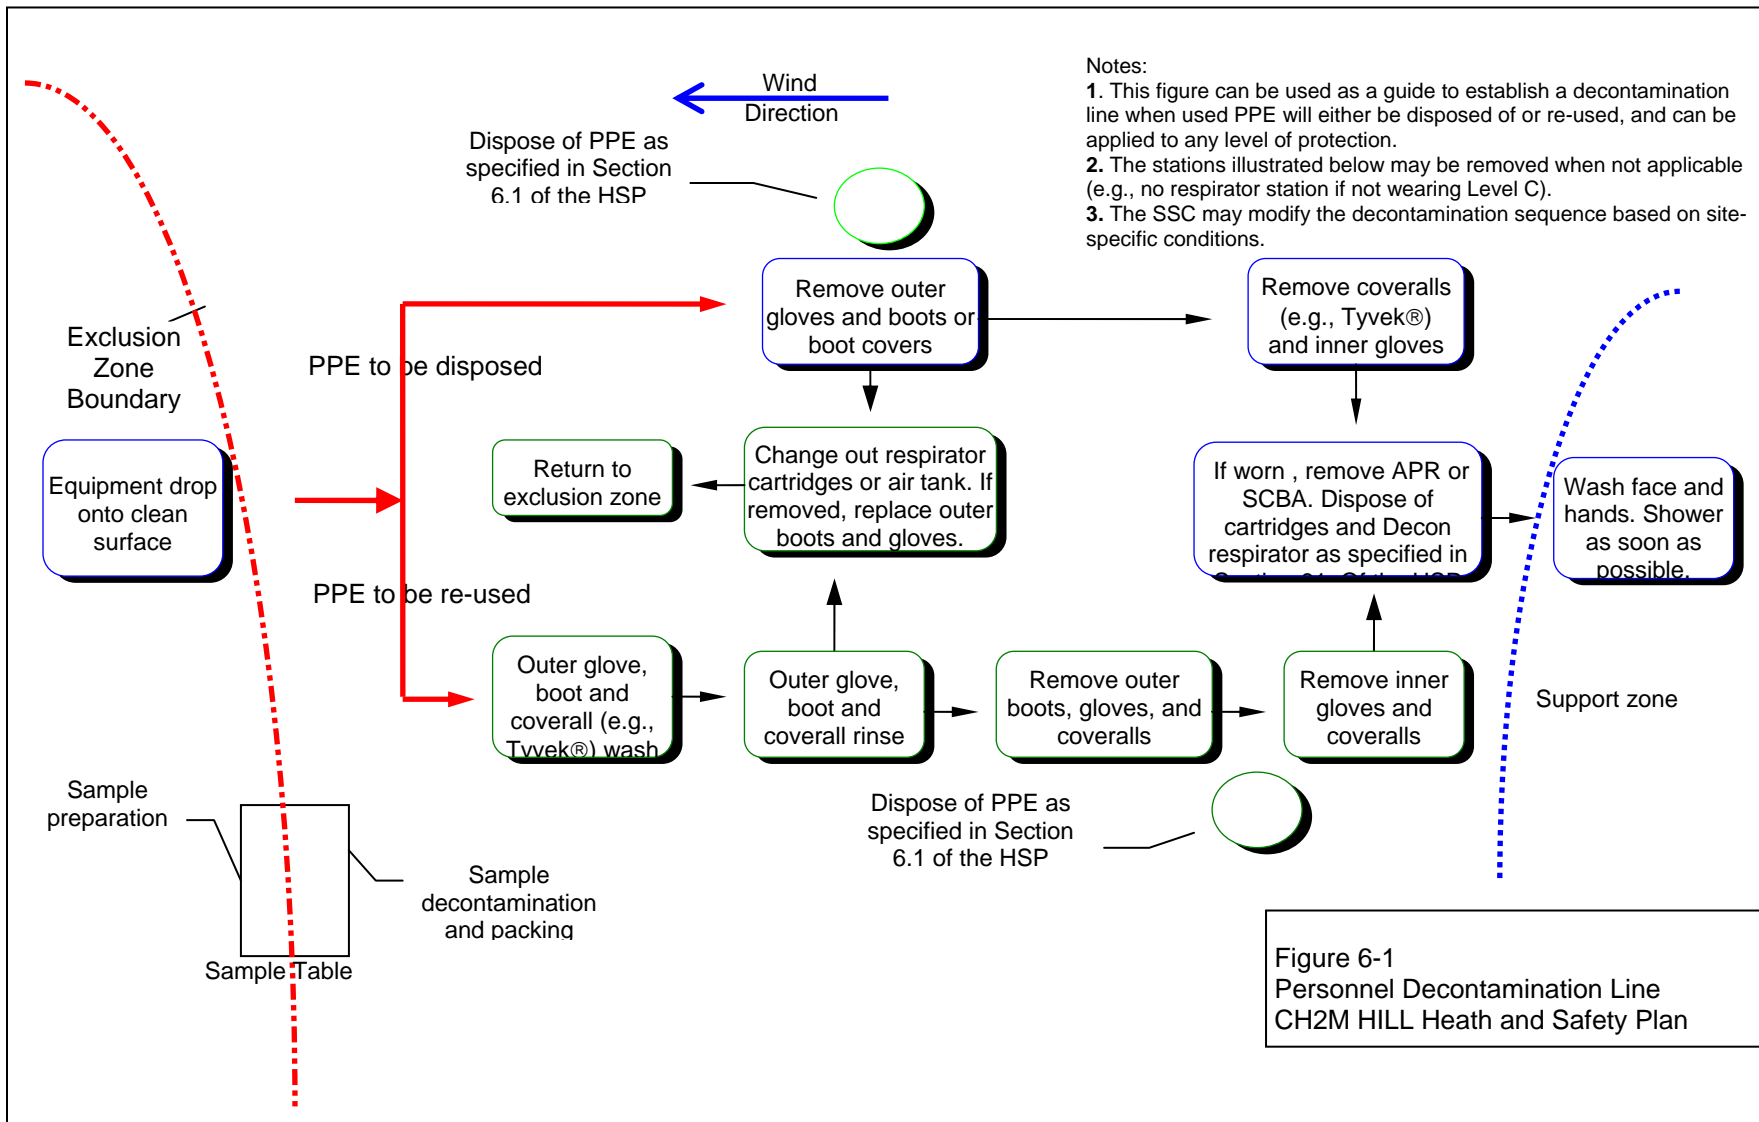 Wind
Direction
Notes:
1. This figure can be used as a guide to establish a decontamination
line when used PPE will either be disposed of or re-used, and can be
applied to any level of protection.
2. The stations illustrated below may be removed when not applicable
(e.g., no respirator station if not wearing Level C).
3. The SSC may modify the decontamination sequence based on site-
specific conditions.
Dispose of PPE as
specified in Section
6.1 of the HSP
Exclusion
Zone
Boundary
PPE to be disposed
Remove outer
gloves and boots or
boot covers
Remove coveralls
(e.g., Tyvek®)
and inner gloves
Equipment drop
onto clean
surface
Return to
exclusion zone
Change out respirator
cartridges or air tank. If
removed, replace outer
boots and gloves.
If worn , remove APR or
SCBA. Dispose of
cartridges and Decon
respirator as specified in
Wash face and
hands. Shower
as soon as
possible.
PPE to be re-used
Outer glove,
boot and
coverall (e.g.,
Tyvek®) wash
Outer glove,
boot and
coverall rinse
Remove outer
boots, gloves, and
coveralls
Remove inner
gloves and
coveralls
Support zone
Sample
preparation
Sample
decontamination
and packing
Sample Table
Dispose of PPE as
specified in Section
6.1 of the HSP
Figure 6-1
Personnel Decontamination Line
CH2M HILL Heath and Safety Plan